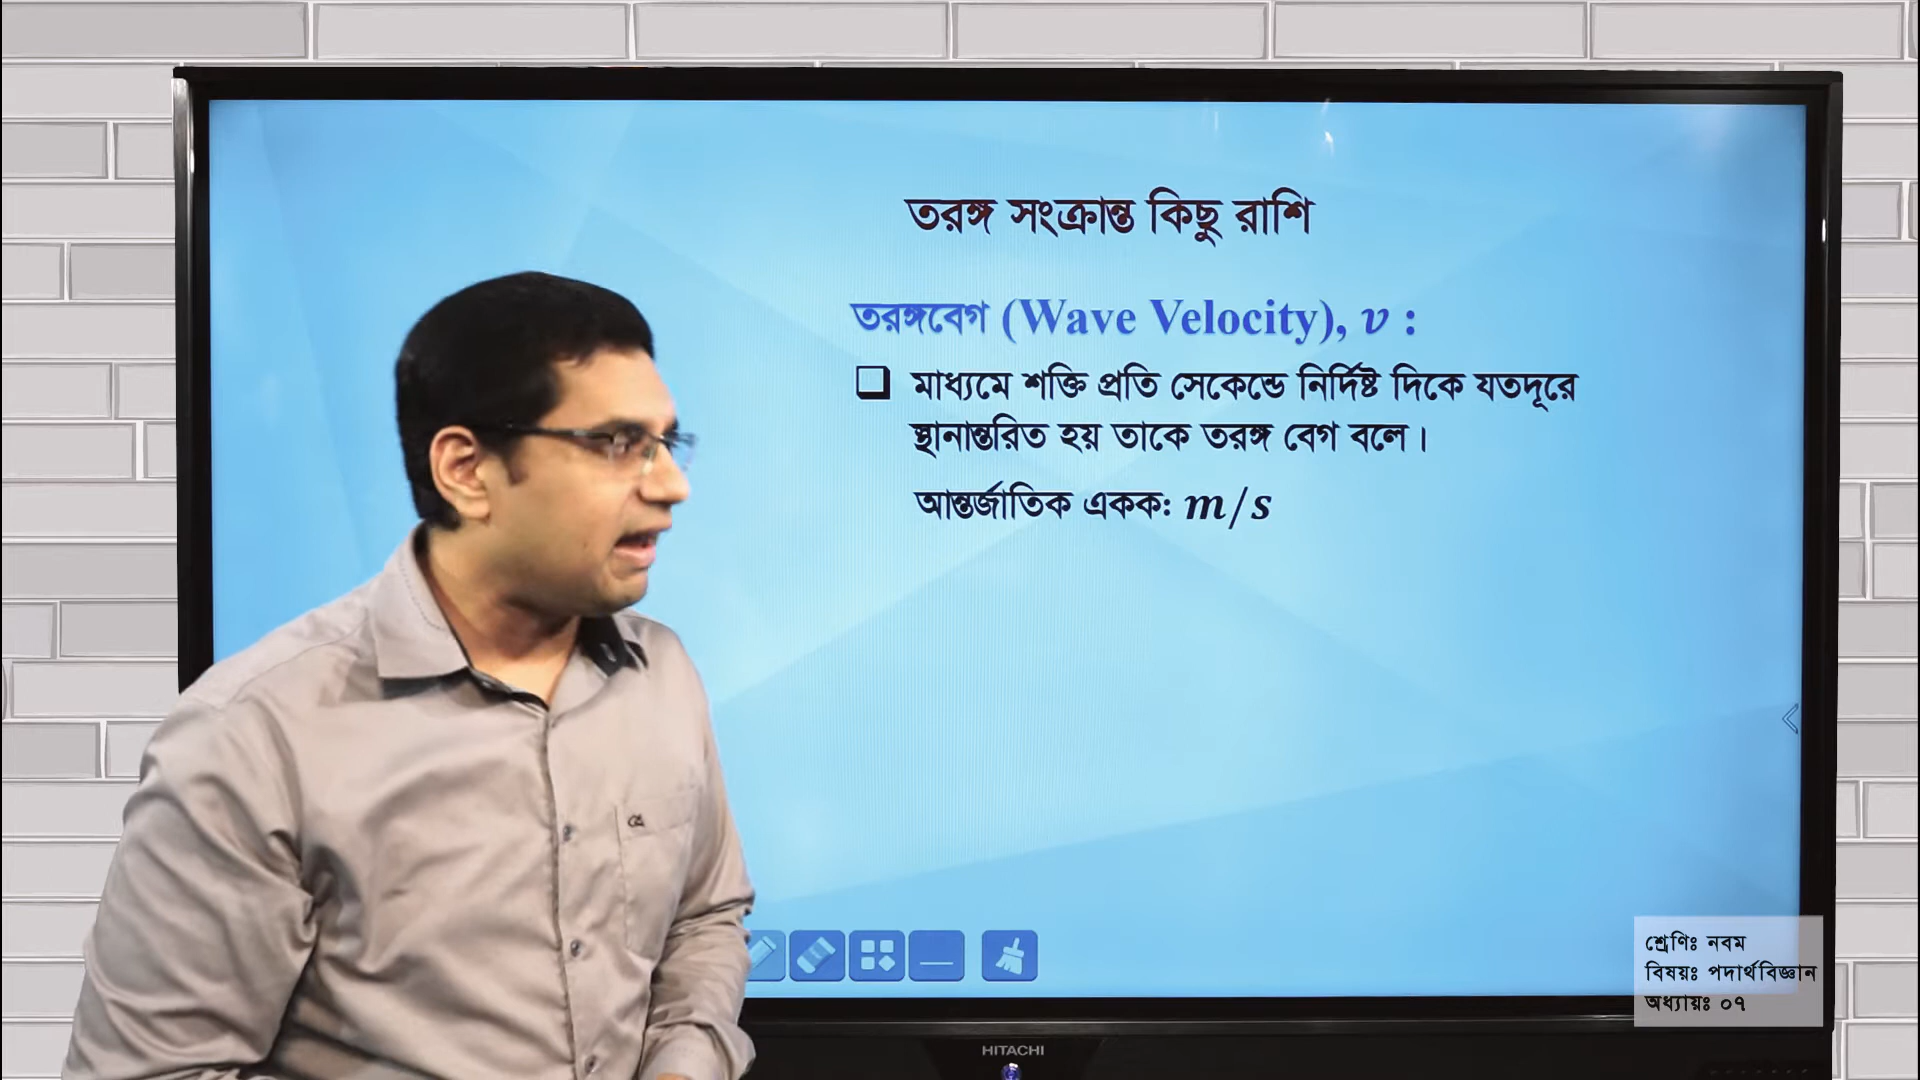 তরঙ্গ সংক্রান্ত কিছু রাশি
তরঙ্গবেগ (Wave Velocity), v :
❑ মাধ্যমে শক্তি প্রতি সেকেন্ডে নির্দিষ্ট দিকে যতদূরে
স্থানান্তরিত হয় তাকে তরঙ্গ বেগ বলে।
আন্তর্জাতিক একক: m/s
শ্রেণিঃ নবম
বিষয়ঃ পদার্থবিজ্ঞান
অধ্যায়ঃ ০৭
HITACHI